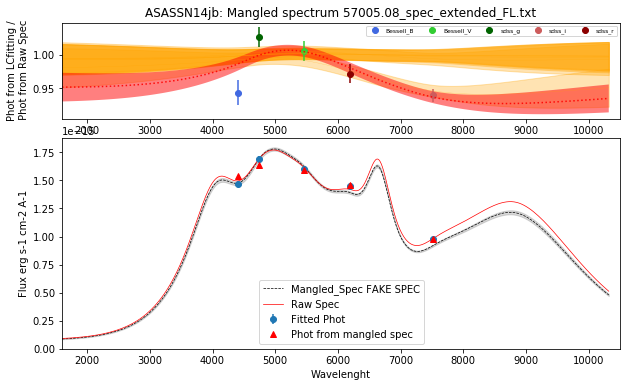 ASASSN14jb: Mangled spectrum 57005.08_spec_extended_FL.txt
Phot from LCfitting /
Phot from Raw Spec
1.00
0.95
Bessell_B
Bessell_V
sdss_g
sdss_i
sdss_r
2000 3000 4000 5000 6000 7000 8000 9000 10000
1e-15
Flux erg s-1 cm-2 A-1
1.75
1.50
1.25
1.00
0.75
0.50
0.25
0.00
Mangled_Spec FAKE SPEC
Raw Spec
Fitted Phot
Phot from mangled spec
2000 3000 4000 5000 6000 7000 8000 9000 10000
Wavelenght